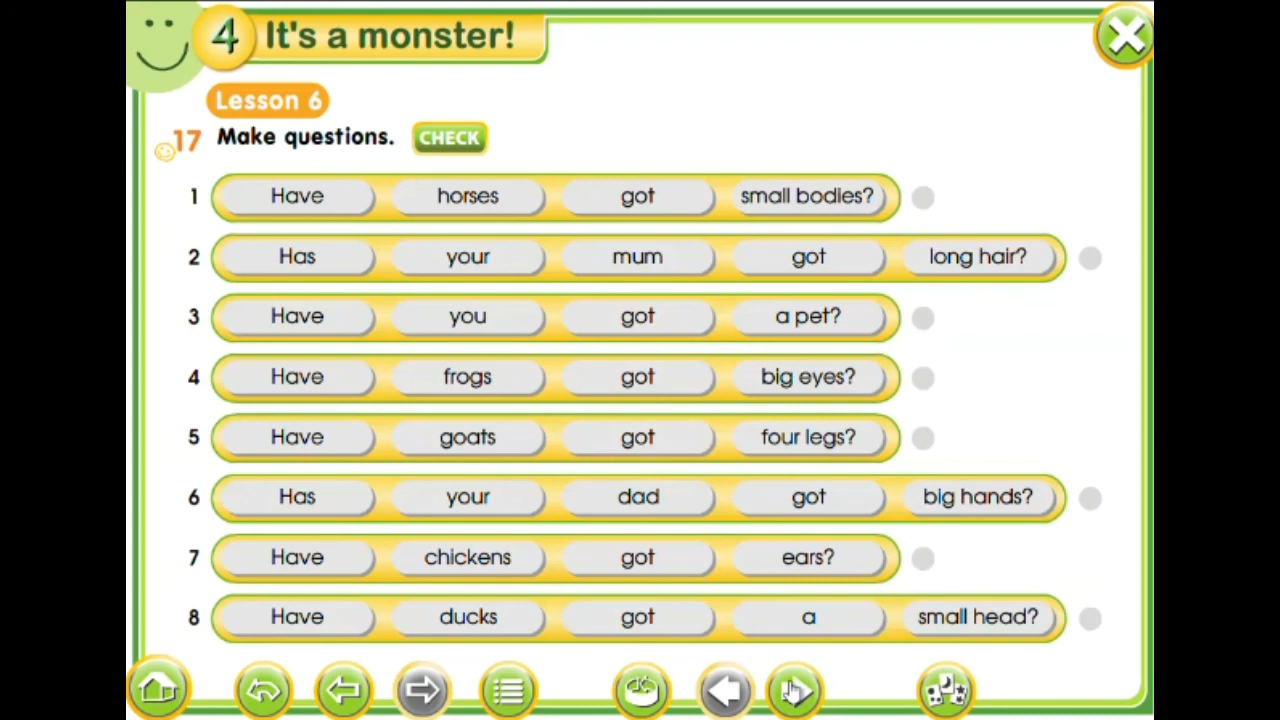 4 It's a monster!
Lesson 6
17 Make questions. CHECK
1 Have horses got small bodies?
2 Has your mum got long hair?
3 Have you got a pet?
4 Have frogs got big eyes?
5 Have goats got four legs?
6 Has your dad got big hands?
7 Have chickens got ears?
8 Have ducks got a small head?